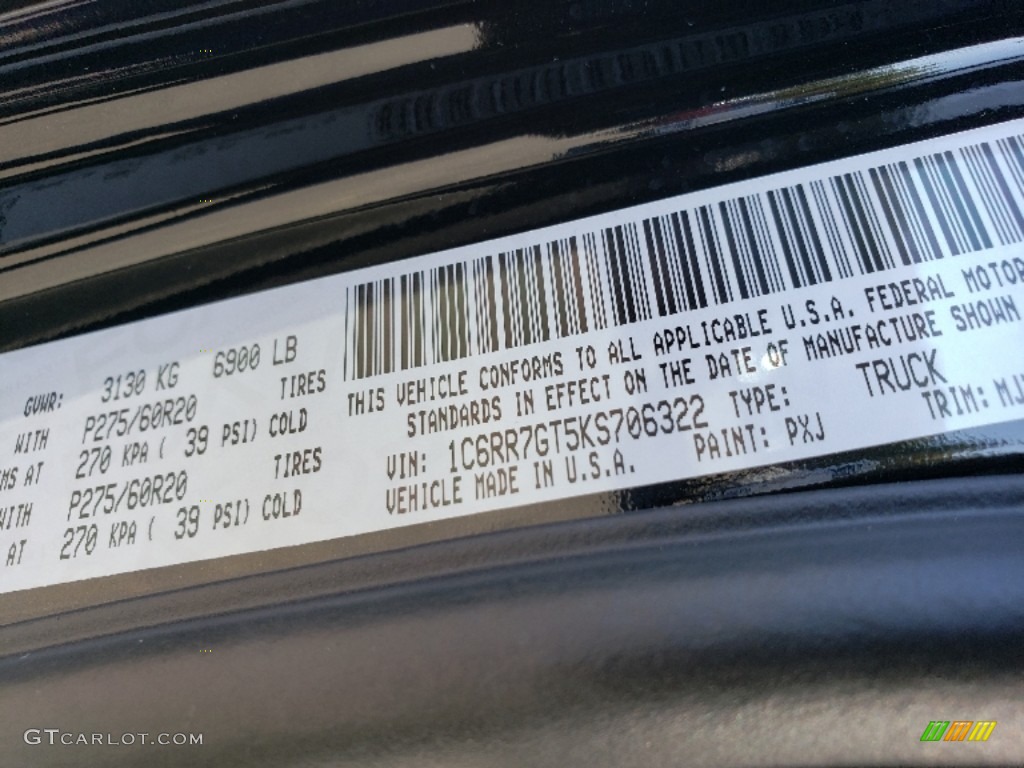 GVWR: 3130 KG 6900 LB
WITH P275/60R20 TIRES
AT 270 KPA ( 39 PSI) COLD
WITH P275/60R20 TIRES
AT 270 KPA ( 39 PSI) COLD
THIS VEHICLE CONFORMS TO ALL APPLICABLE U.S.A. FEDERAL MOTOR
STANDARDS IN EFFECT ON THE DATE OF MANUFACTURE SHOWN
VIN: 1C6RR7GT5KS706322 TYPE: TRUCK
VEHICLE MADE IN U.S.A. PAINT: PXJ TRIM: MJ
GTCARLOT.COM